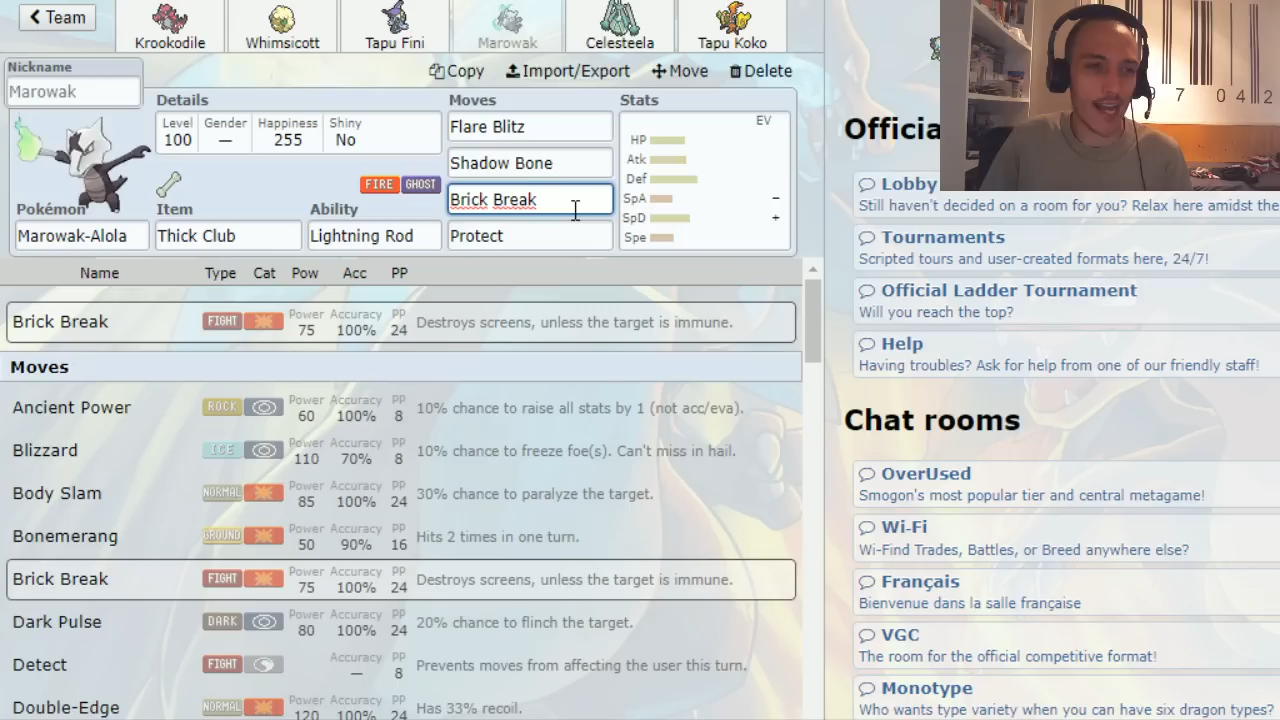 Team
Krookodile
Whimsicott
Tapu Fini
Marowak
Celesteela
Tapu Koko
Copy
Import/Export
Move
Delete
Nickname
Marowak
Details
Level
100
Gender
—
Happiness
255
Shiny
No
FIRE GHOST
Pokémon
Marowak-Alola
Item
Thick Club
Ability
Lightning Rod
Moves
Flare Blitz
Shadow Bone
Brick Break
Protect
Stats
EV
HP
Atk
Def
SpA −
SpD +
Spe
Name Type Cat Pow Acc PP
Brick Break FIGHT Power 75 Accuracy 100% PP 24 Destroys screens, unless the target is immune.
Moves
Ancient Power ROCK Power 60 Accuracy 100% PP 8 10% chance to raise all stats by 1 (not acc/eva).
Blizzard ICE Power 110 Accuracy 70% PP 8 10% chance to freeze foe(s). Can't miss in hail.
Body Slam NORMAL Power 85 Accuracy 100% PP 24 30% chance to paralyze the target.
Bonemerang GROUND Power 50 Accuracy 90% PP 16 Hits 2 times in one turn.
Brick Break FIGHT Power 75 Accuracy 100% PP 24 Destroys screens, unless the target is immune.
Dark Pulse DARK Power 80 Accuracy 100% PP 24 20% chance to flinch the target.
Detect FIGHT Accuracy — PP 8 Prevents moves from affecting the user this turn.
Double-Edge NORMAL Power 120 Accuracy 100% PP 24 Has 33% recoil.
7 0 4 2
Officia
Lobby
Still haven't decided on a room for you? Relax here amidst the
Tournaments
Scripted tours and user-created formats here, 24/7!
Official Ladder Tournament
Will you reach the top?
Help
Having troubles? Ask for help from one of our friendly staff!
Chat rooms
OverUsed
Smogon's most popular tier and central metagame!
Wi-Fi
Wi-Find Trades, Battles, or Breed anywhere else?
Français
Bienvenue dans la salle française
VGC
The room for the official competitive format!
Monotype
Who wants type variety when you can have six dragon types?